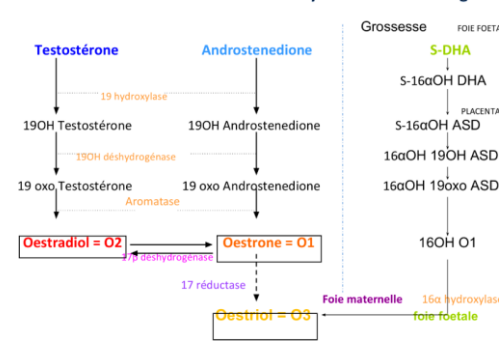 Grossesse FOIE FOETA
Testostérone Androstenedione S-DHA
S-16αOH DHA
19 hydroxylase
PLACENTA
19OH Testostérone 19OH Androstenedione S-16αOH ASD
19OH déshydrogénase 16αOH 19OH ASD
19 oxo Testostérone 19 oxo Androstenedione 16αOH 19oxo ASD
Aromatase
Oestradiol = O2 Oestrone = O1 16OH O1
17β déshydrogénase
17 réductase
Foie maternelle 16α hydroxylase
Oestriol = O3 foie foetale